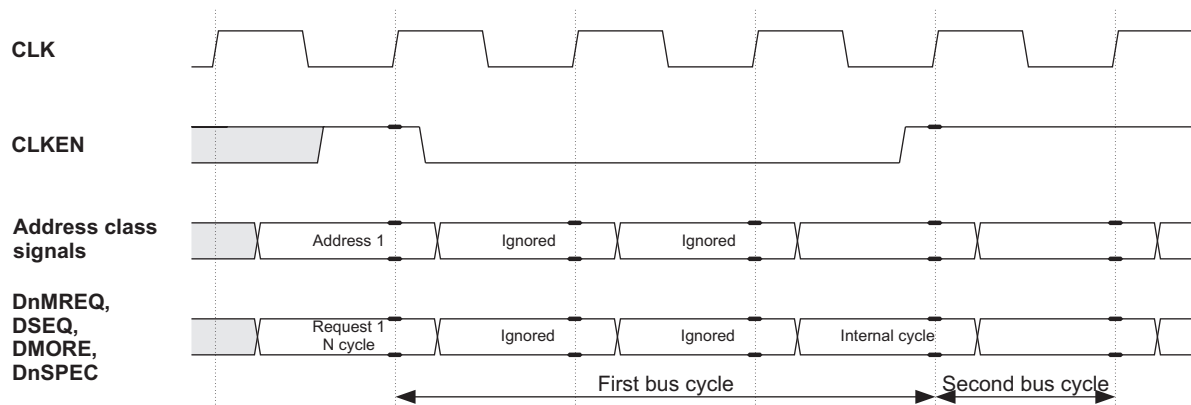 CLK
CLKEN
Address class
signals
Address 1
Ignored
Ignored
DnMREQ,
DSEQ,
DMORE,
DnSPEC
Request 1
N cycle
Ignored
Ignored
Internal cycle
First bus cycle
Second bus cycle